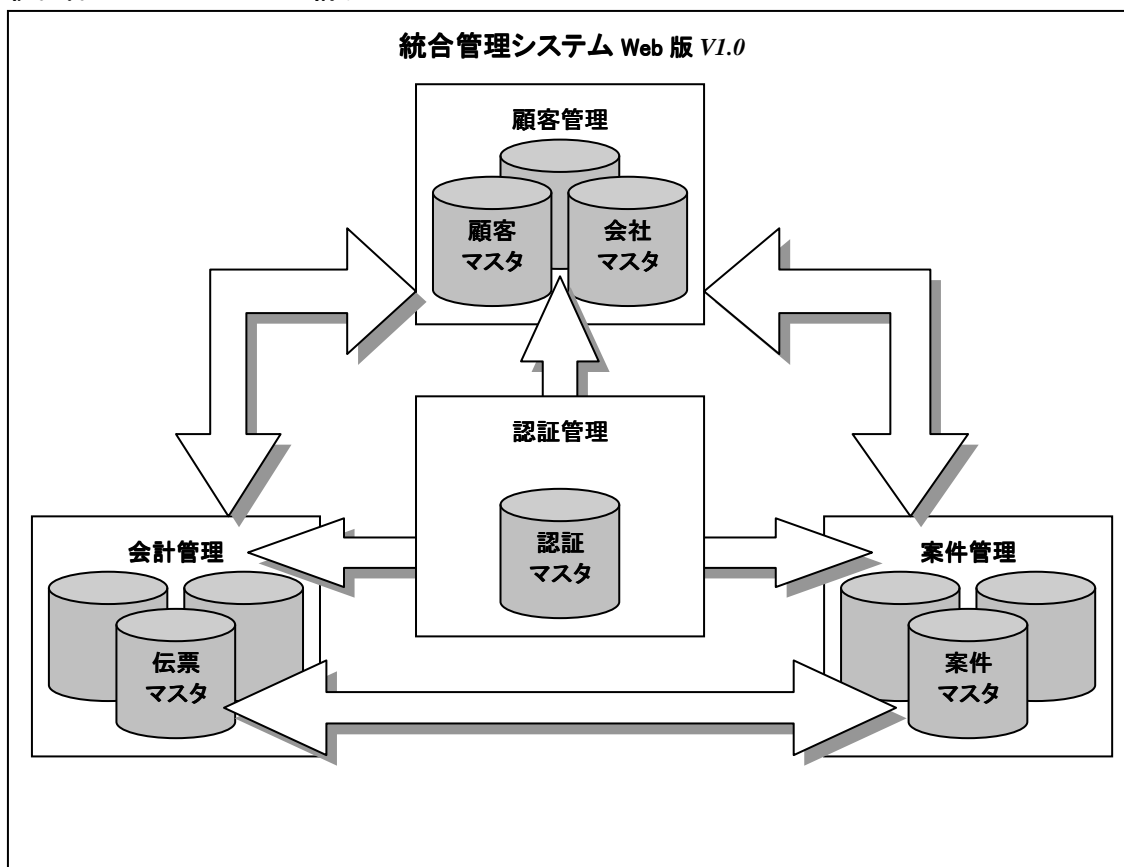 統合管理システム Web 版 V1.0
顧客管理
顧客
マスタ
会社
マスタ
認証管理
認証
マスタ
会計管理
伝票
マスタ
案件管理
案件
マスタ